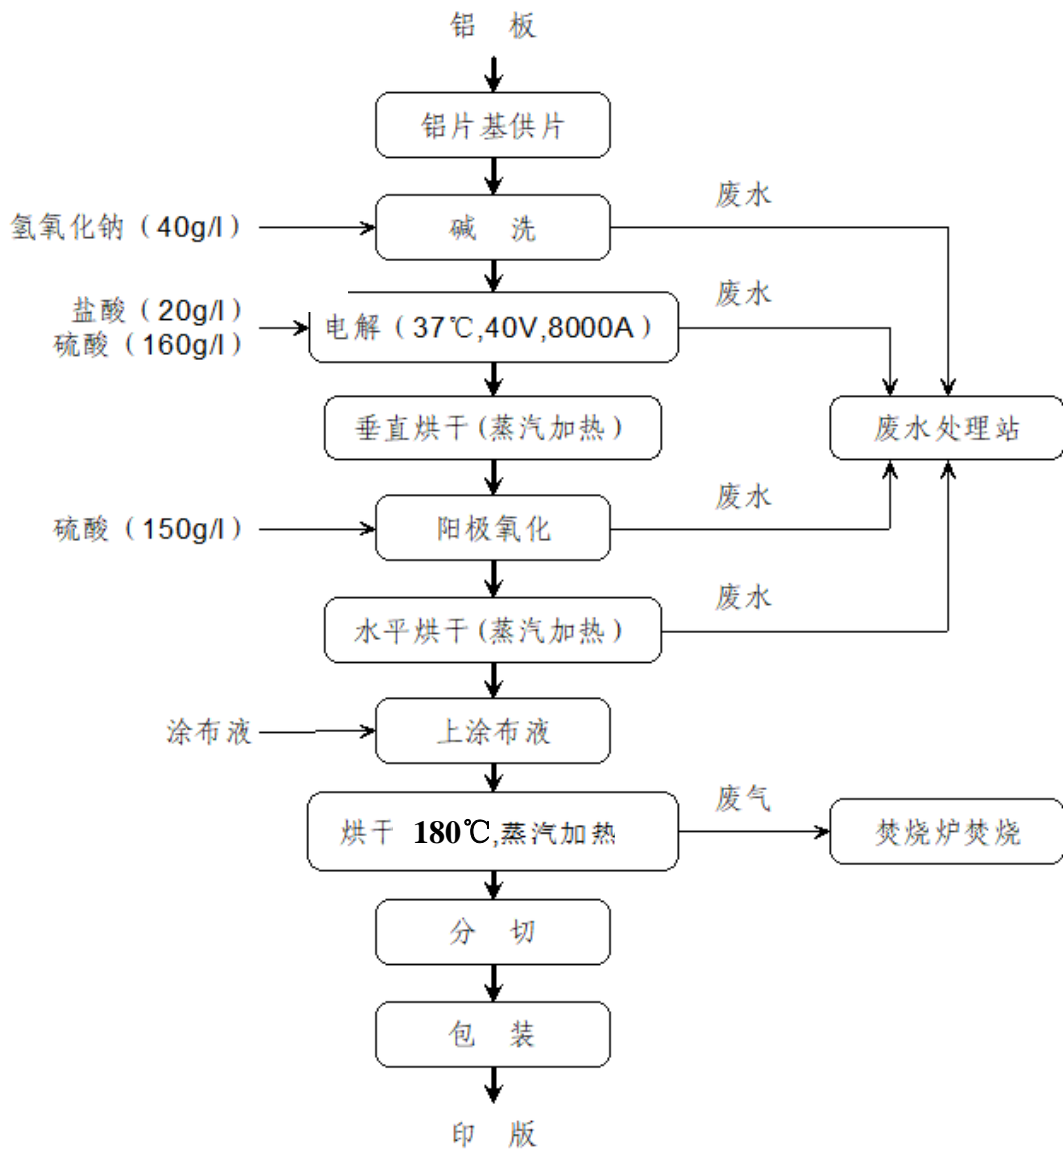 铝 板
铝片基供片
废水
氢氧化钠（40g/l）
碱 洗
盐酸（20g/l）
硫酸（160g/l）
废水
电解（37℃,40V,8000A）
垂直烘干(蒸汽加热)
废水处理站
废水
硫酸（150g/l）
阳极氧化
废水
水平烘干(蒸汽加热)
涂布液
上涂布液
废气
烘干 180℃,蒸汽加热
焚烧炉焚烧
分 切
包 装
印 版